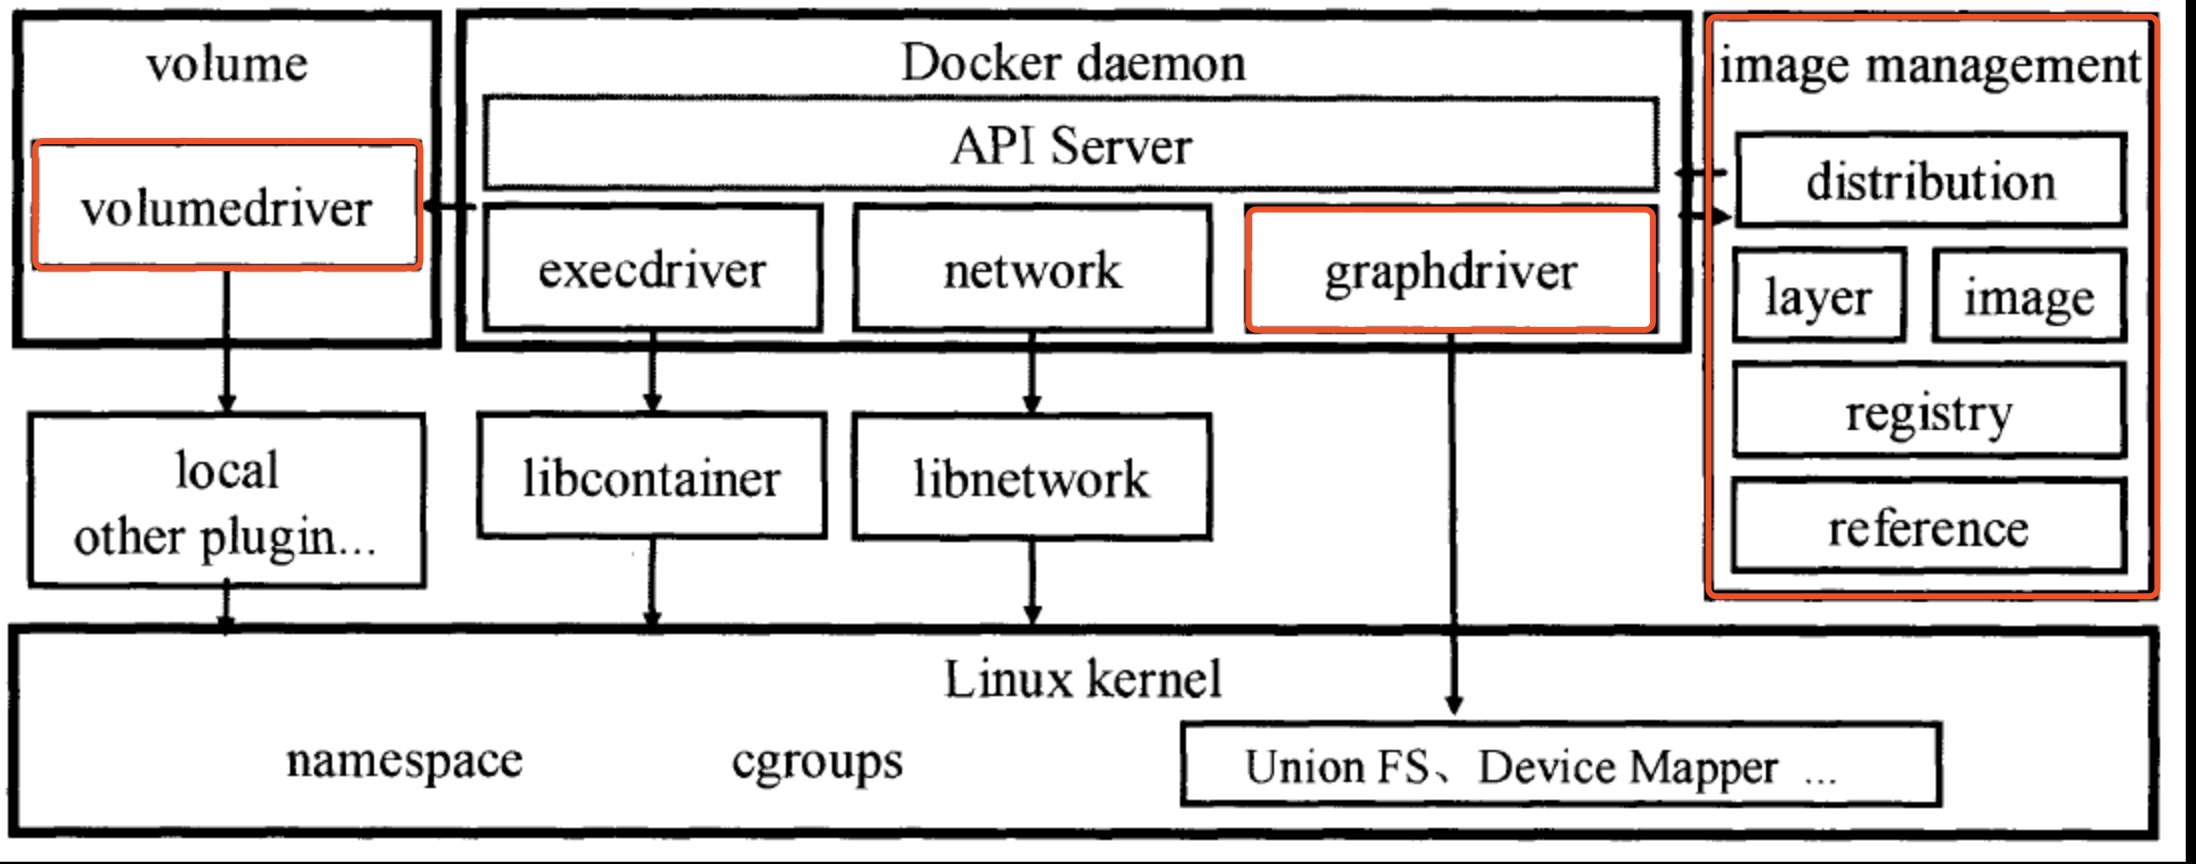 volume
volumedriver
local
other plugin...
Docker daemon
API Server
execdriver
network
graphdriver
libcontainer
libnetwork
image management
distribution
layer
image
registry
reference
Linux kernel
namespace
cgroups
Union FS、Device Mapper ...